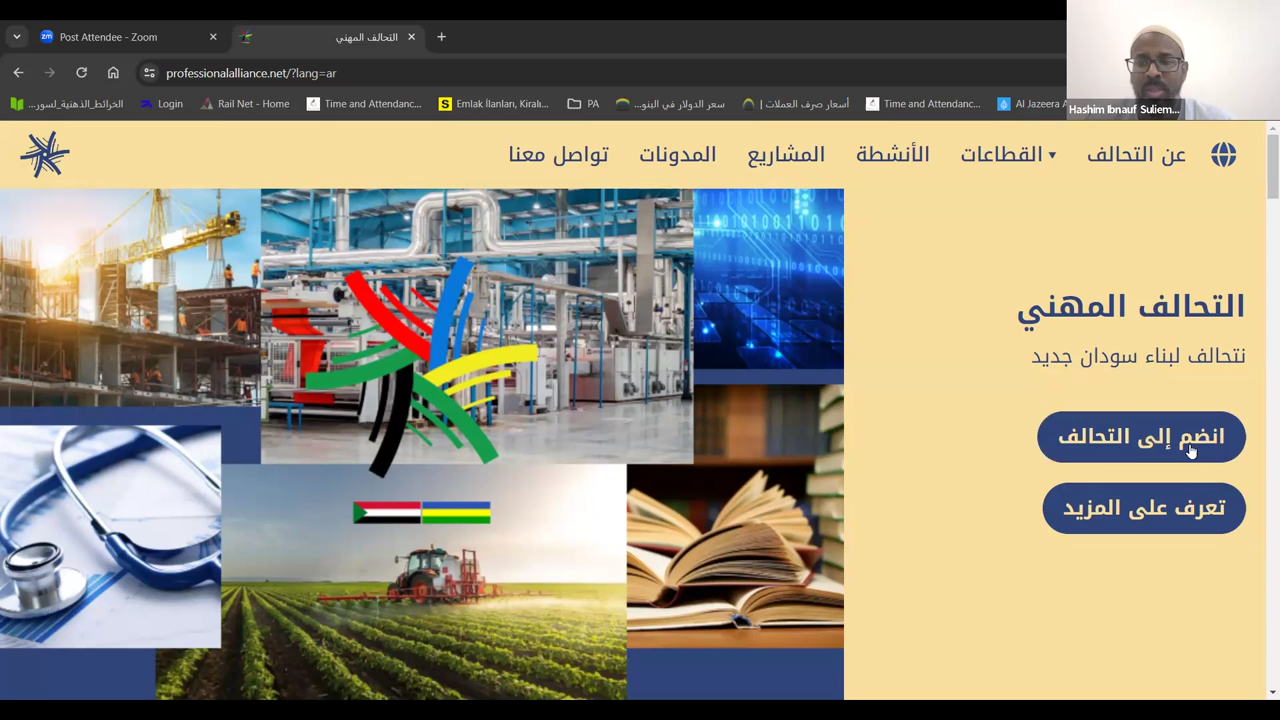 Post Attendee - Zoom
التحالف المهني
professionalalliance.net/?lang=ar
الخرائط_الذهنية_لسور...
Login
Rail Net - Home
Time and Attendanc...
Emlak İlanları, Kiralı...
PA
سعر الدولار في البنو...
أسعار صرف العملات |
Time and Attendanc...
Al Jazeera
Hashim Ibnauf Suliem...
عن التحالف
القطاعات
الأنشطة
المشاريع
المدونات
تواصل معنا
التحالف المهني
نتحالف لبناء سودان جديد
انضم إلى التحالف
تعرف على المزيد